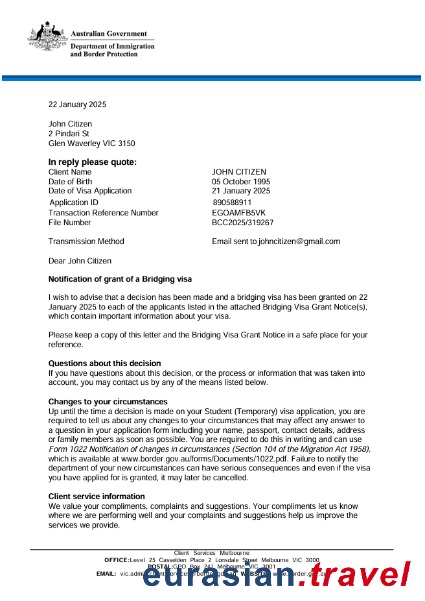 Australian Government
Department of Immigration
and Border Protection
22 January 2025
John Citizen
2 Pindari St
Glen Waverley VIC 3150
In reply please quote:
Client Name JOHN CITIZEN
Date of Birth 05 October 1995
Date of Visa Application 21 January 2025
Application ID 890588911
Transaction Reference Number EGOAMFB5VK
File Number BCC2025/319267
Transmission Method Email sent to johncitizen@gmail.com
Dear John Citizen
Notification of grant of a Bridging visa
I wish to advise that a decision has been made and a bridging visa has been granted on 22
January 2025 to each of the applicants listed in the attached Bridging Visa Grant Notice(s),
which contain important information about your visa.
Please keep a copy of this letter and the Bridging Visa Grant Notice in a safe place for your
reference.
Questions about this decision
If you have questions about this decision, or the process or information that was taken into
account, you may contact us by any of the means listed below.
Changes to your circumstances
Up until the time a decision is made on your Student (Temporary) visa application, you are
required to tell us about any changes to your circumstances that may affect any answer to
a question in your application form including your name, passport, contact details, address
or family members as soon as possible. You are required to do this in writing and can use
Form 1022 Notification of changes in circumstances (Section 104 of the Migration Act 1958),
which is available at www.border.gov.au/forms/Documents/1022.pdf. Failure to notify the
department of your new circumstances can have serious consequences and even if the visa
you have applied for is granted, it may later be cancelled.
Client service information
We value your compliments, complaints and suggestions. Your compliments let us know
where we are performing well and your complaints and suggestions help us improve the
services we provide.
Client Services Melbourne
OFFICE:Level 25 Casselden Place 2 Lonsdale Street Melbourne VIC 3000
POSTAL:GPO Box 241 Melbourne VIC 3001
EMAIL:
eurasian.travel